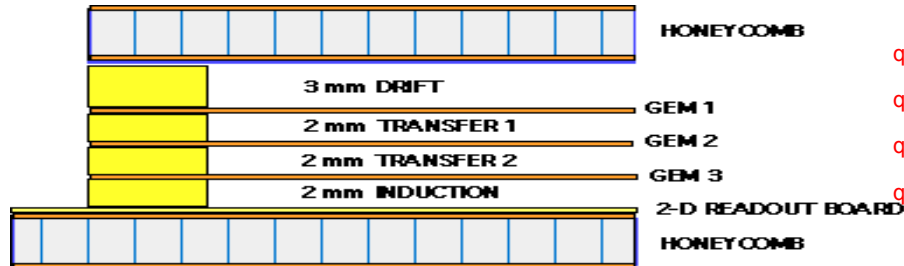 HONEYCOMB
q
3 mm DRIFT
q
GEM 1
2 mm TRANSFER 1
GEM 2
q
2 mm TRANSFER 2
GEM 3
2 mm INDUCTION
q
2-D READOUT BOARD
HONEYCOMB